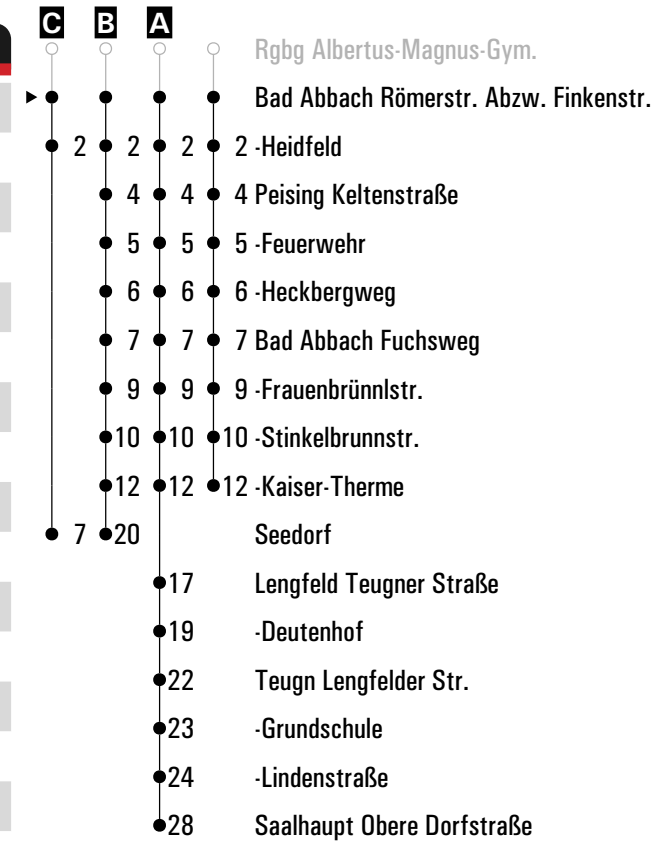 C B A
Rgbg Albertus-Magnus-Gym.
Bad Abbach Römerstr. Abzw. Finkenstr.
2 2 2 2 -Heidfeld
4 4 4 Peising Keltenstraße
5 5 5 -Feuerwehr
6 6 6 -Heckbergweg
7 7 7 Bad Abbach Fuchsweg
9 9 9 -Frauenbrünnlstr.
10 10 10 -Stinkelbrunnstr.
12 12 12 -Kaiser-Therme
7 20 Seedorf
17 Lengfeld Teugner Straße
19 -Deutenhof
22 Teugn Lengfelder Str.
23 -Grundschule
24 -Lindenstraße
28 Saalhaupt Obere Dorfstraße